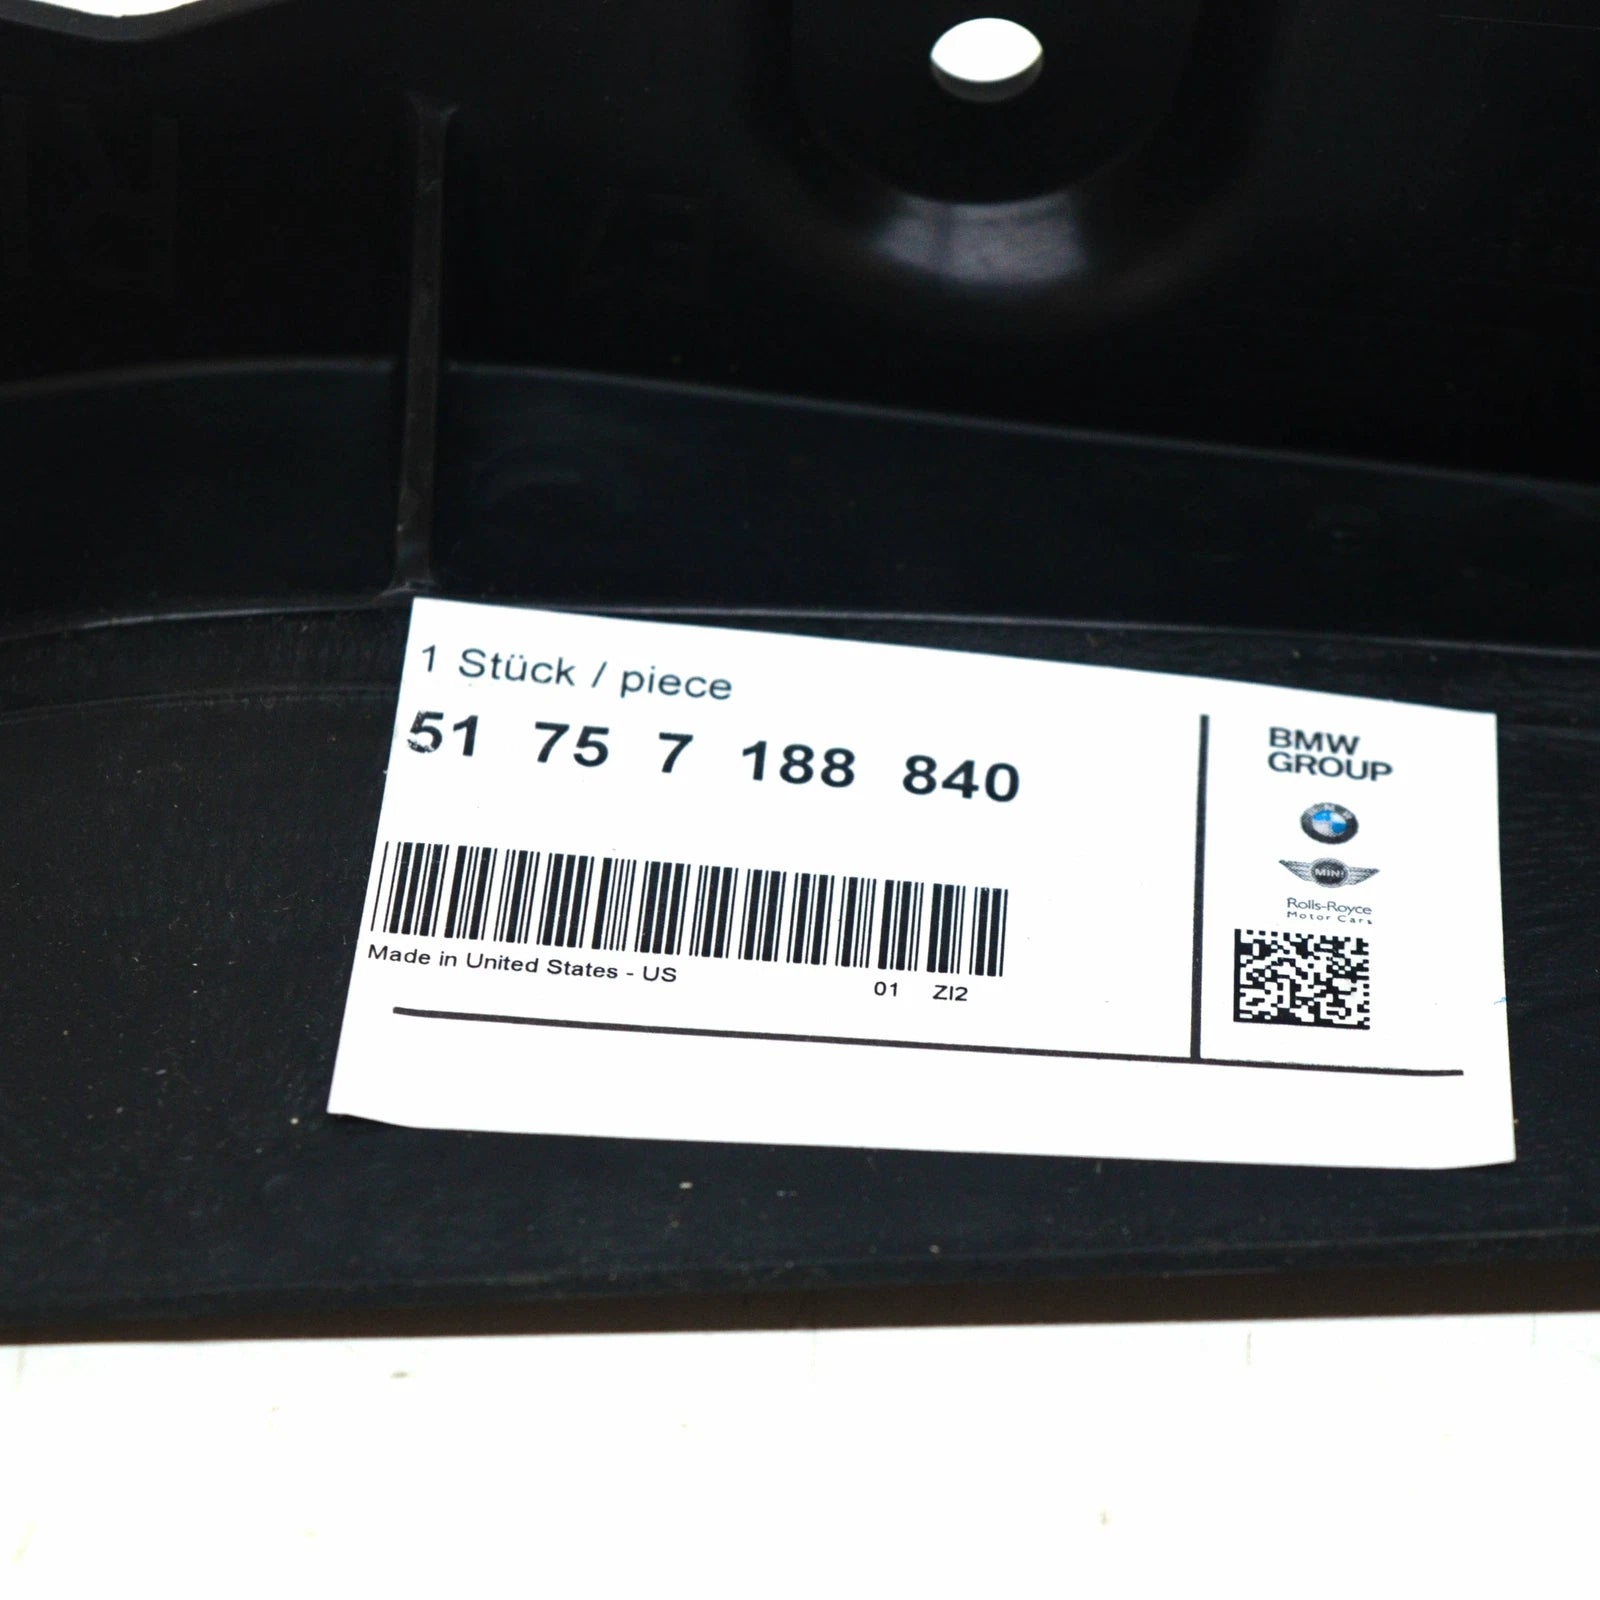 1 Stück / piece
51 75 7 188 840
Made in United States - US
01 ZI2
BMW
GROUP
MINI
Rolls-Royce
Motor Cars